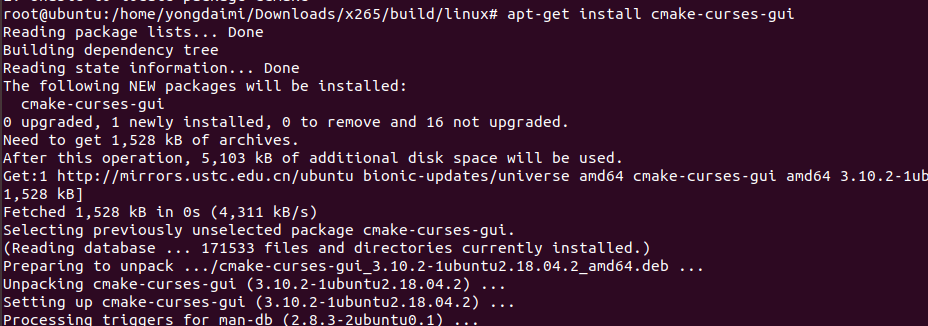 root@ubuntu:/home/yongdaimi/Downloads/x265/build/linux# apt-get install cmake-curses-gui
Reading package lists... Done
Building dependency tree
Reading state information... Done
The following NEW packages will be installed:
  cmake-curses-gui
0 upgraded, 1 newly installed, 0 to remove and 16 not upgraded.
Need to get 1,528 kB of archives.
After this operation, 5,103 kB of additional disk space will be used.
Get:1 http://mirrors.ustc.edu.cn/ubuntu bionic-updates/universe amd64 cmake-curses-gui amd64 3.10.2-1ub
1,528 kB]
Fetched 1,528 kB in 0s (4,311 kB/s)
Selecting previously unselected package cmake-curses-gui.
(Reading database ... 171533 files and directories currently installed.)
Preparing to unpack .../cmake-curses-gui_3.10.2-1ubuntu2.18.04.2_amd64.deb ...
Unpacking cmake-curses-gui (3.10.2-1ubuntu2.18.04.2) ...
Setting up cmake-curses-gui (3.10.2-1ubuntu2.18.04.2) ...
Processing triggers for man-db (2.8.3-2ubuntu0.1) ...